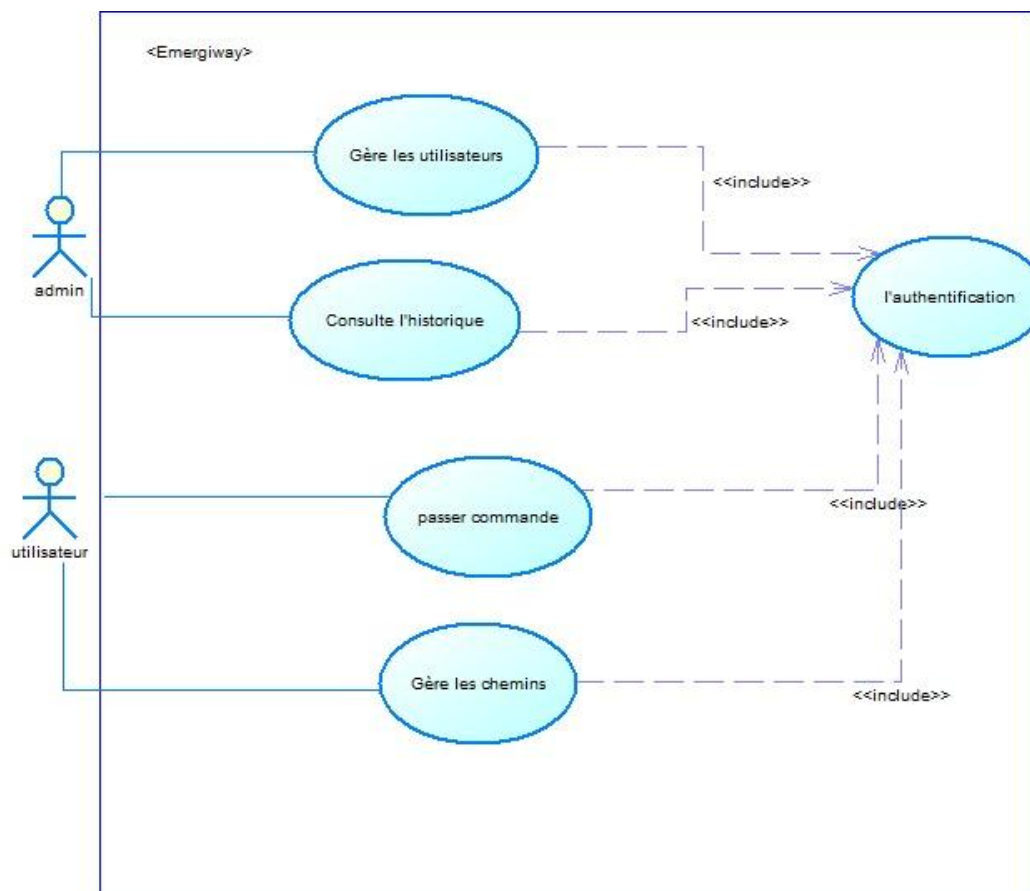 <Emergiway>
Gère les utilisateurs
<<include>>
admin
l'authentification
Consulte l'historique
<<include>>
passer commande
<<include>>
utilisateur
Gère les chemins
<<include>>